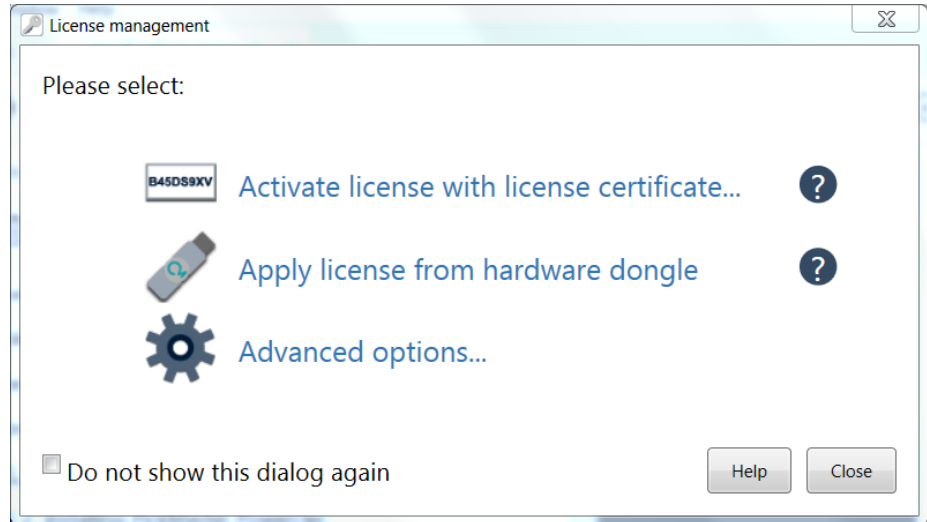 License management
Please select:
B45DS9XV
Activate license with license certificate...
?
Apply license from hardware dongle
?
Advanced options...
Do not show this dialog again
Help
Close